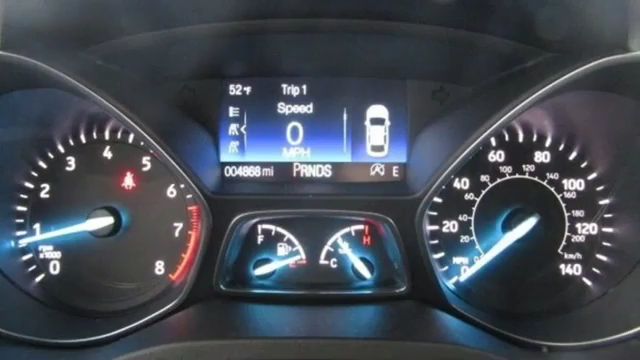 52°F Trip 1
Speed
0
MPH
004868 mi PRNDS E
0 1 2 3 4 5 6 7 8
rpm
x1000
F E
C H
0 20 40 60 80 100 120 140
MPH km/h
20 40 60 80 100 120 140 160 180 200